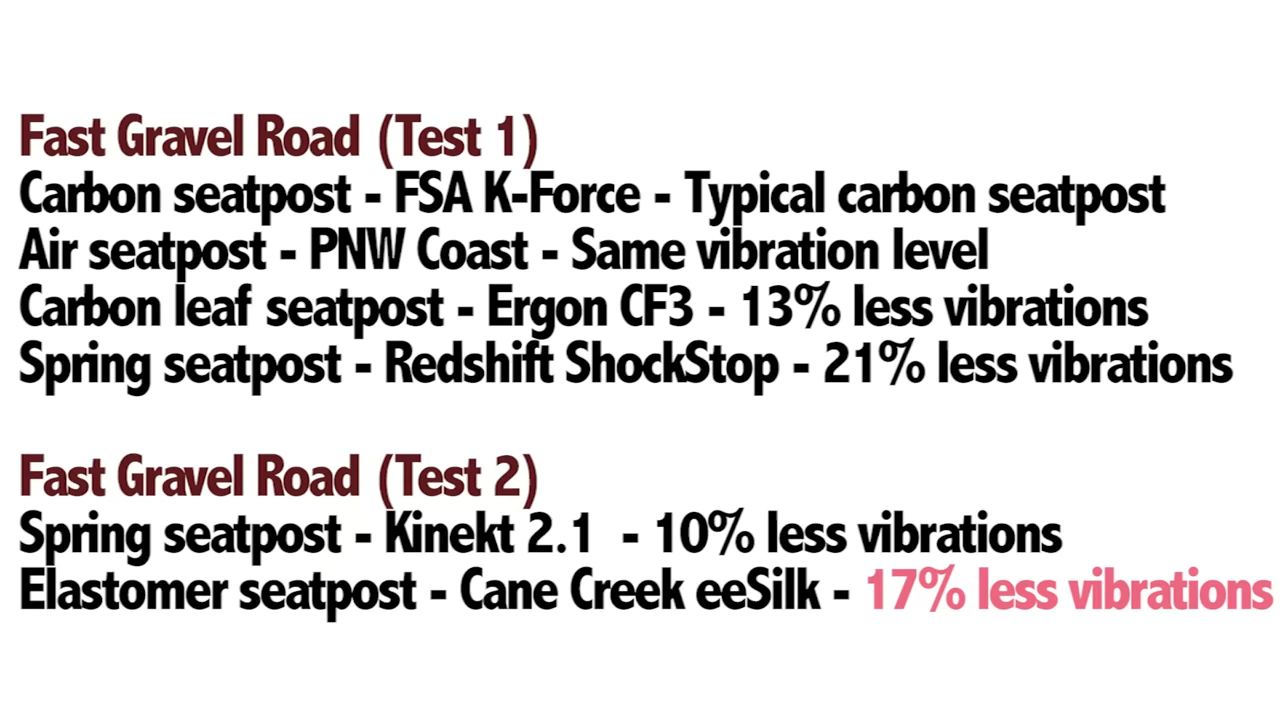 Fast Gravel Road (Test 1)
Carbon seatpost - FSA K-Force - Typical carbon seatpost
Air seatpost - PNW Coast - Same vibration level
Carbon leaf seatpost - Ergon CF3 - 13% less vibrations
Spring seatpost - Redshift ShockStop - 21% less vibrations
Fast Gravel Road (Test 2)
Spring seatpost - Kinekt 2.1 - 10% less vibrations
Elastomer seatpost - Cane Creek eeSilk - 17% less vibrations